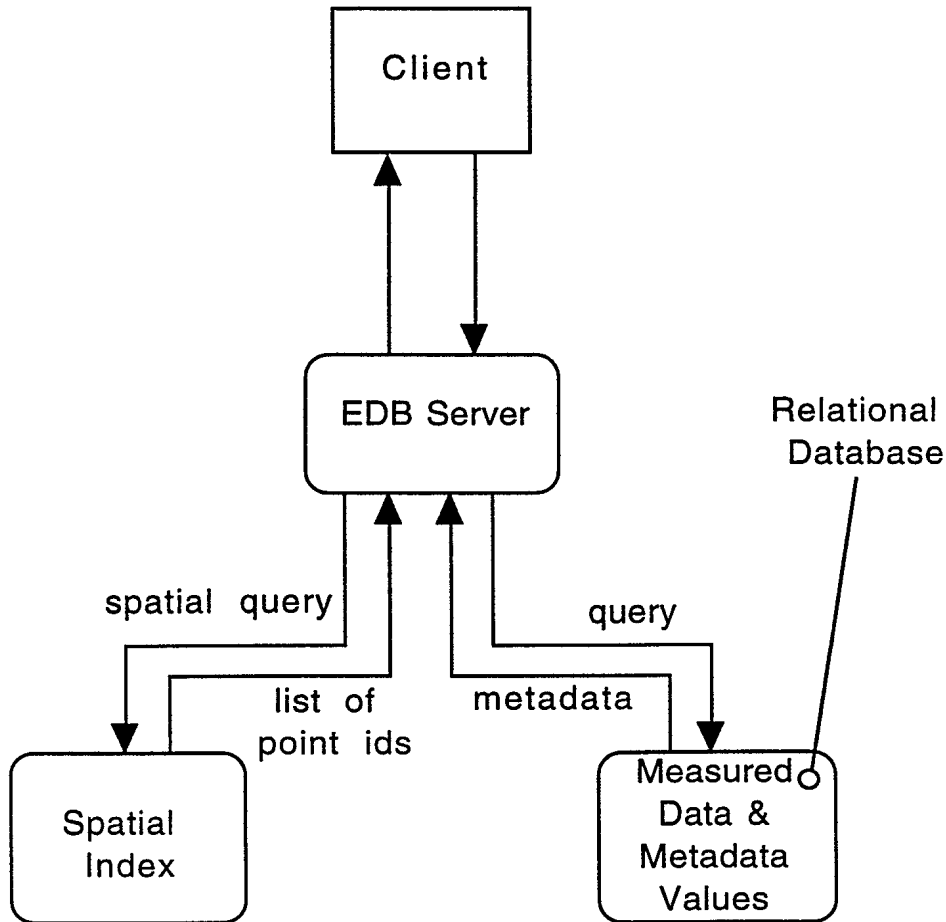 Client
EDB Server
Relational
Database
spatial query
query
list of
point ids
metadata
Spatial
Index
Measured
Data &
Metadata
Values